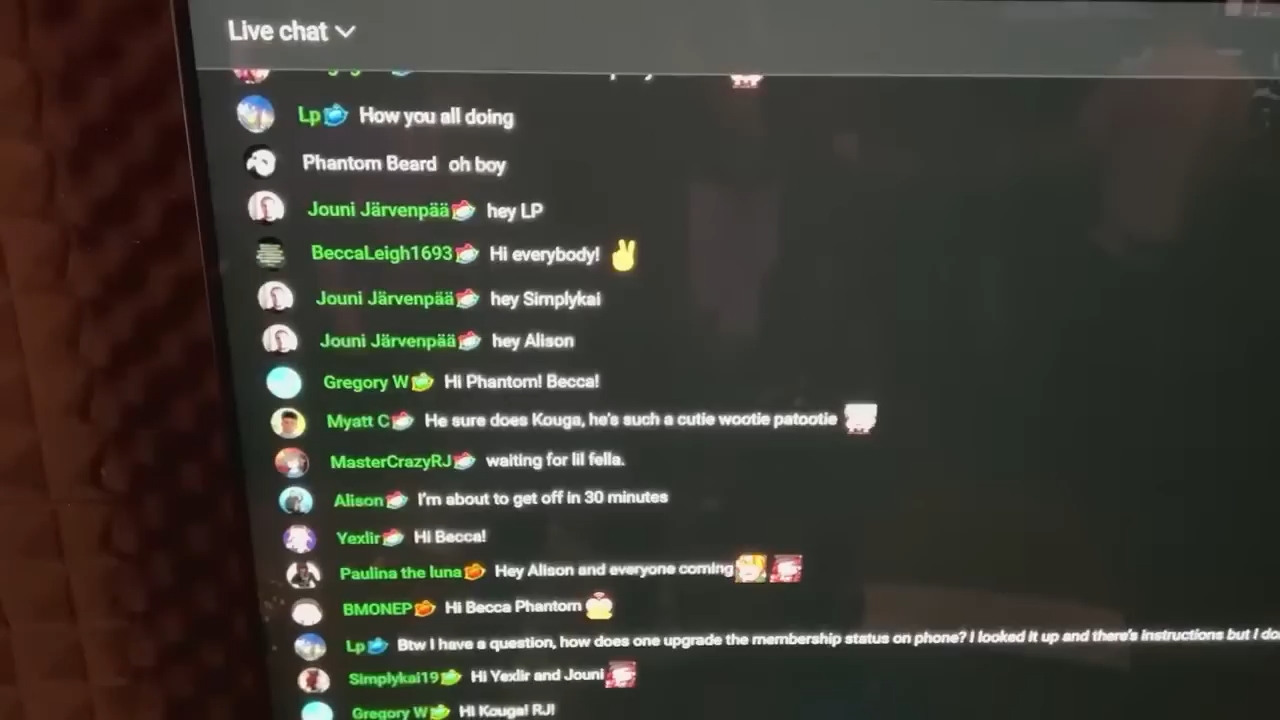 Live chat
Lp How you all doing
Phantom Beard oh boy
Jouni Järvenpää hey LP
BeccaLeigh1693 Hi everybody!
Jouni Järvenpää hey Simplykai
Jouni Järvenpää hey Alison
Gregory W Hi Phantom! Becca!
Myatt C He sure does Kouga, he's such a cutie wootie patootie
MasterCrazyRJ waiting for lil fella.
Alison I'm about to get off in 30 minutes
Yexlir Hi Becca!
Paulina the luna Hey Alison and everyone coming
BMONEP Hi Becca Phantom
Lp Btw I have a question, how does one upgrade the membership status on phone? I looked it up and there's instructions but I
Simplykai19 Hi Yexlir and Jouni
Gregory W Hi Kouga! RJ!